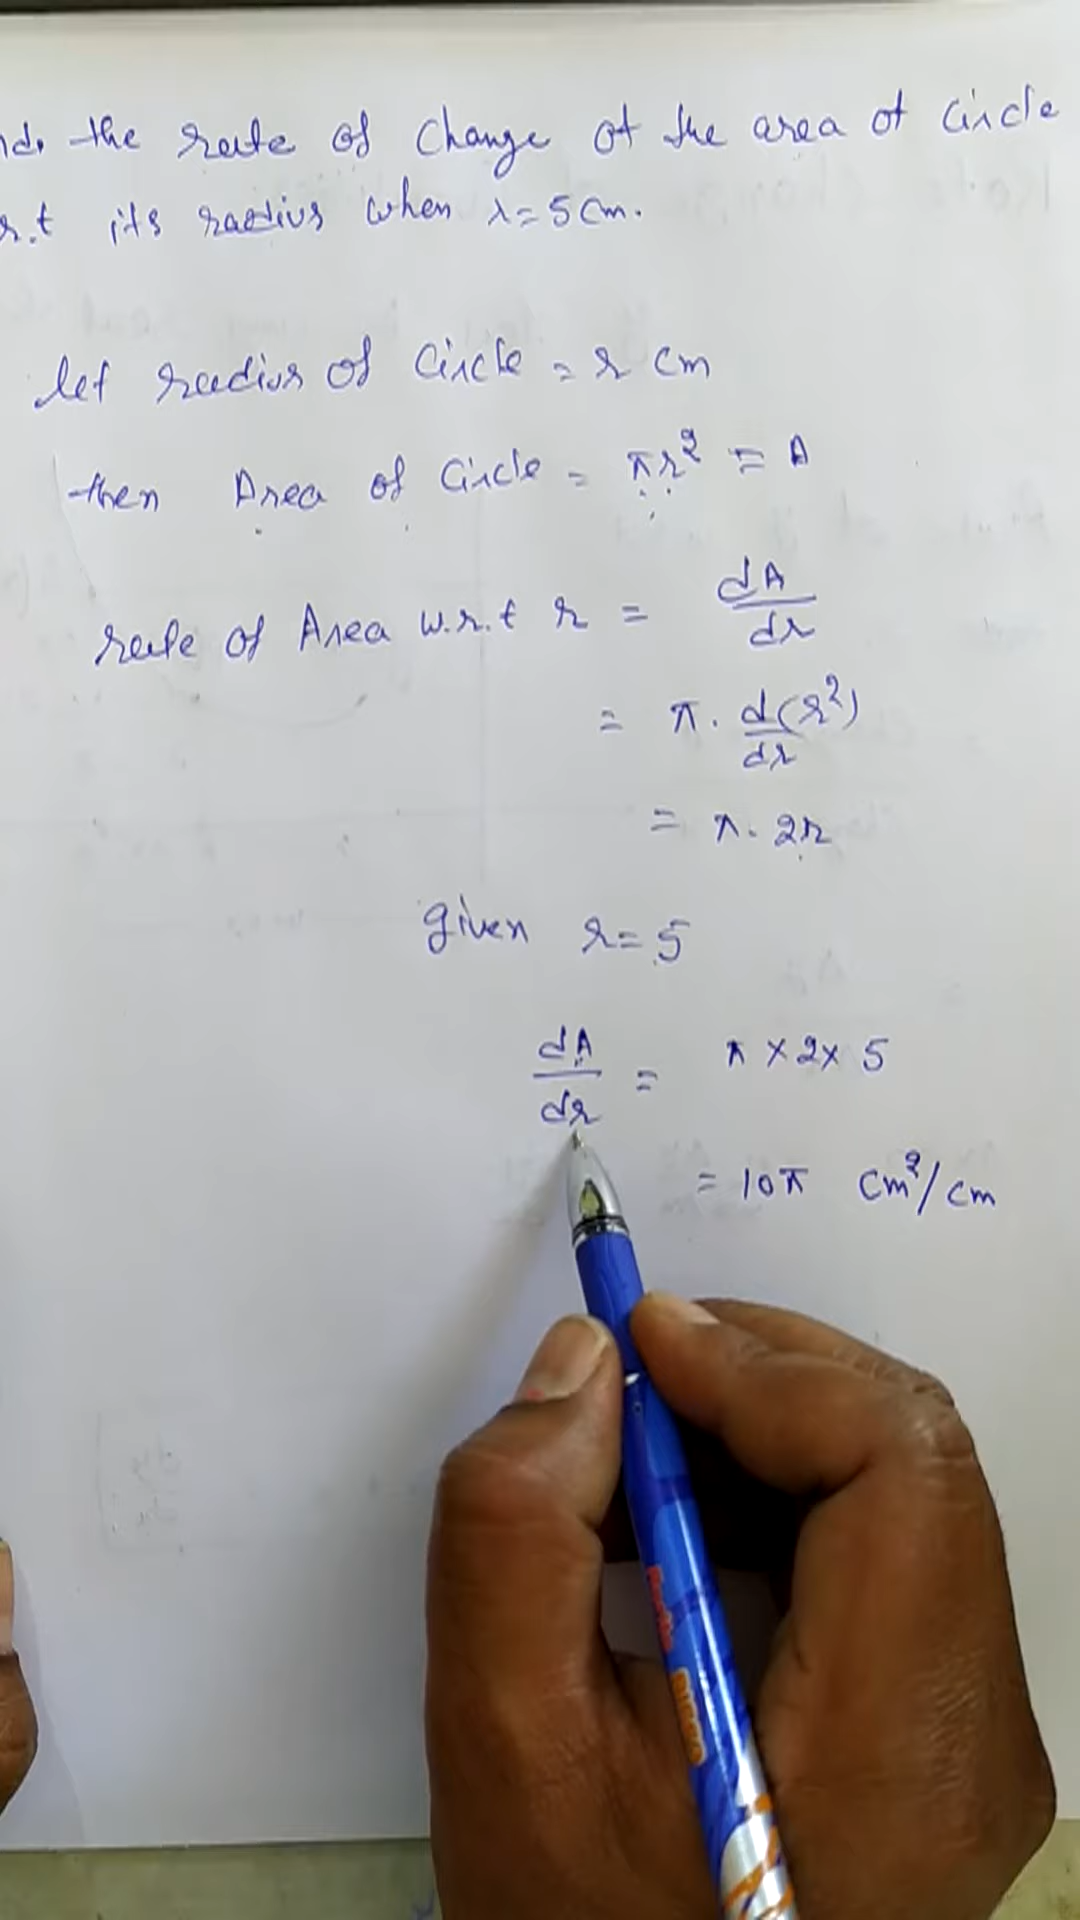 the rate of change of the area of circle
r.t its radius when r=5cm.
let radius of circle = r cm
then Area of circle = πr² = A
rate of Area w.r.t r = dA/dr
= π. d(r²)/dr
= π. 2r
given r=5
dA/dr = π × 2 × 5
= 10π cm²/cm